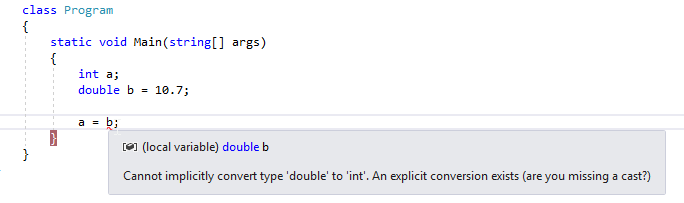 class Program
{
static void Main(string[] args)
{
int a;
double b = 10.7;
a = b;
}
(local variable) double b
}
Cannot implicitly convert type 'double' to 'int'. An explicit conversion exists (are you missing a cast?)